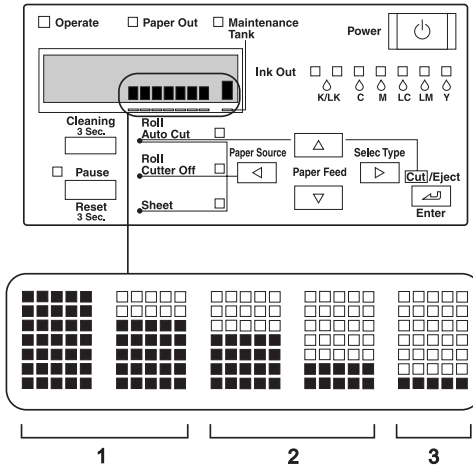 Operate Paper Out Maintenance Tank
Power
Ink Out
K/LK C M LC LM Y
Cleaning
3 Sec.
Roll
Auto Cut
Roll
Cutter Off
Pause
Reset
3 Sec.
Sheet
Paper Source
Paper Feed
Selec Type
Cut/Eject
Enter
1 2 3